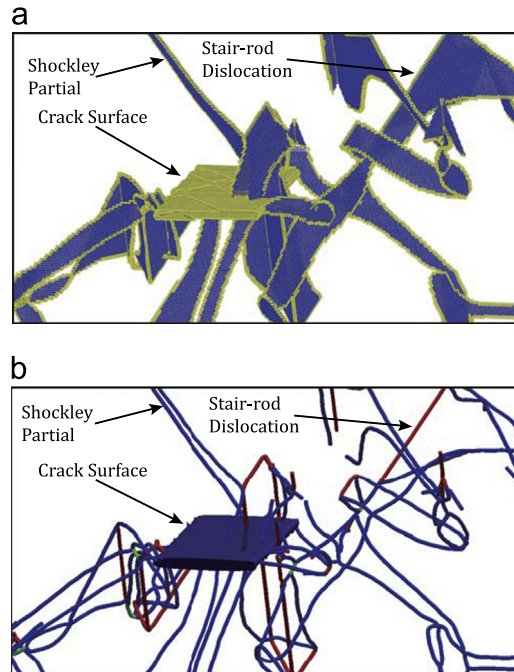 a
Shockley
Partial
Stair-rod
Dislocation
Crack Surface
b
Shockley
Partial
Stair-rod
Dislocation
Crack Surface